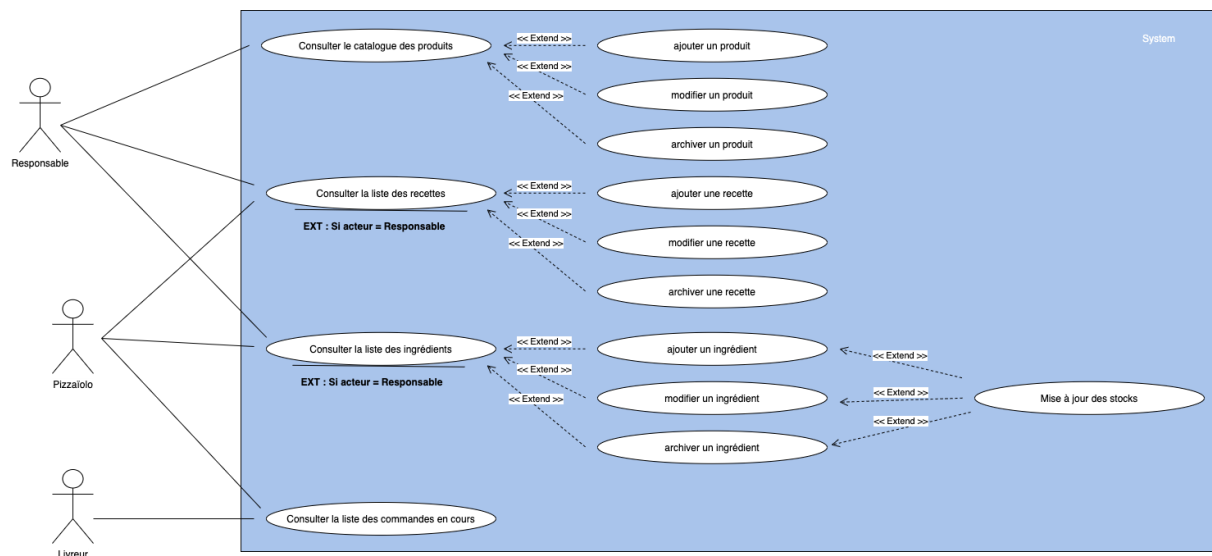 Consulter le catalogue des produits
<< Extend >>
ajouter un produit
System
<< Extend >>
<< Extend >>
modifier un produit
archiver un produit
Responsable
Consulter la liste des recettes
<< Extend >>
ajouter une recette
EXT : Si acteur = Responsable
<< Extend >>
<< Extend >>
modifier une recette
archiver une recette
Consulter la liste des ingrédients
<< Extend >>
ajouter un ingrédient
<< Extend >>
Pizzaïolo
EXT : Si acteur = Responsable
<< Extend >>
<< Extend >>
modifier un ingrédient
<< Extend >>
Mise à jour des stocks
<< Extend >>
archiver un ingrédient
Consulter la liste des commandes en cours
Livreur